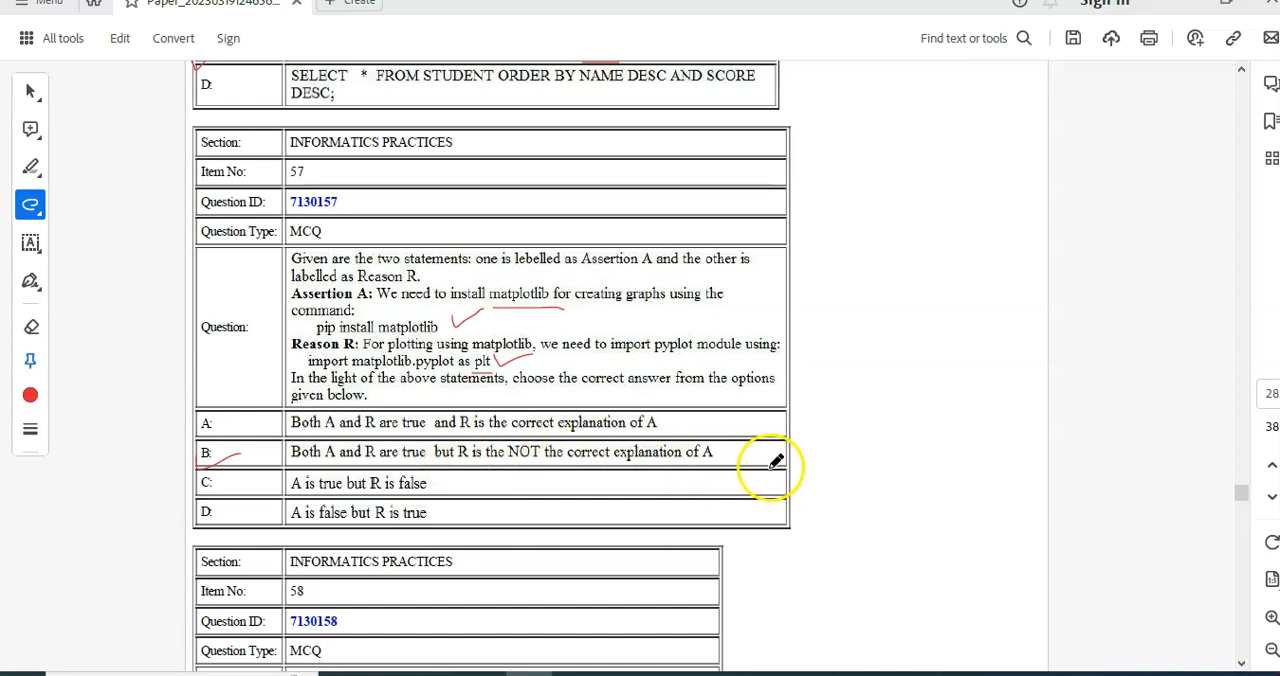 Menu
Paper_20230319124636...
Create
Sign in
All tools
Edit
Convert
Sign
Find text or tools
D:
SELECT * FROM STUDENT ORDER BY NAME DESC AND SCORE
DESC;
Section:
INFORMATICS PRACTICES
Item No:
57
Question ID:
7130157
Question Type:
MCQ
Question:
Given are the two statements: one is lebelled as Assertion A and the other is
labelled as Reason R.
Assertion A: We need to install matplotlib for creating graphs using the
command:
pip install matplotlib
Reason R: For plotting using matplotlib, we need to import pyplot module using:
import matplotlib.pyplot as plt
In the light of the above statements, choose the correct answer from the options
given below.
A:
Both A and R are true and R is the correct explanation of A
B:
Both A and R are true but R is the NOT the correct explanation of A
C:
A is true but R is false
D:
A is false but R is true
Section:
INFORMATICS PRACTICES
Item No:
58
Question ID:
7130158
Question Type:
MCQ
28
38
1:1